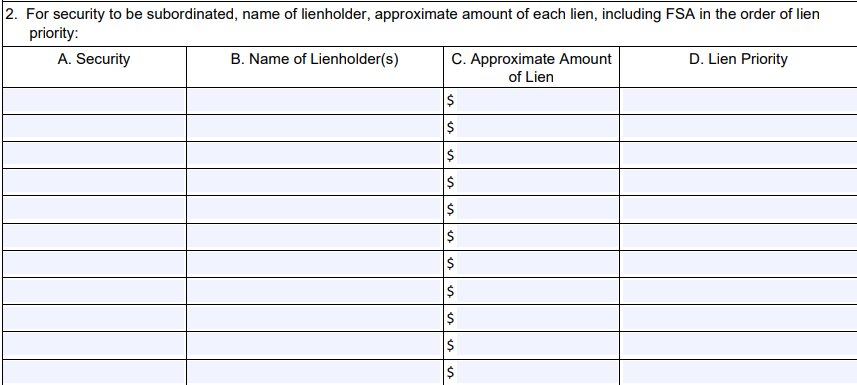 2. For security to be subordinated, name of lienholder, approximate amount of each lien, including FSA in the order of lien
priority:
A. Security B. Name of Lienholder(s) C. Approximate Amount D. Lien Priority
of Lien
$
$
$
$
$
$
$
$
$
$
$